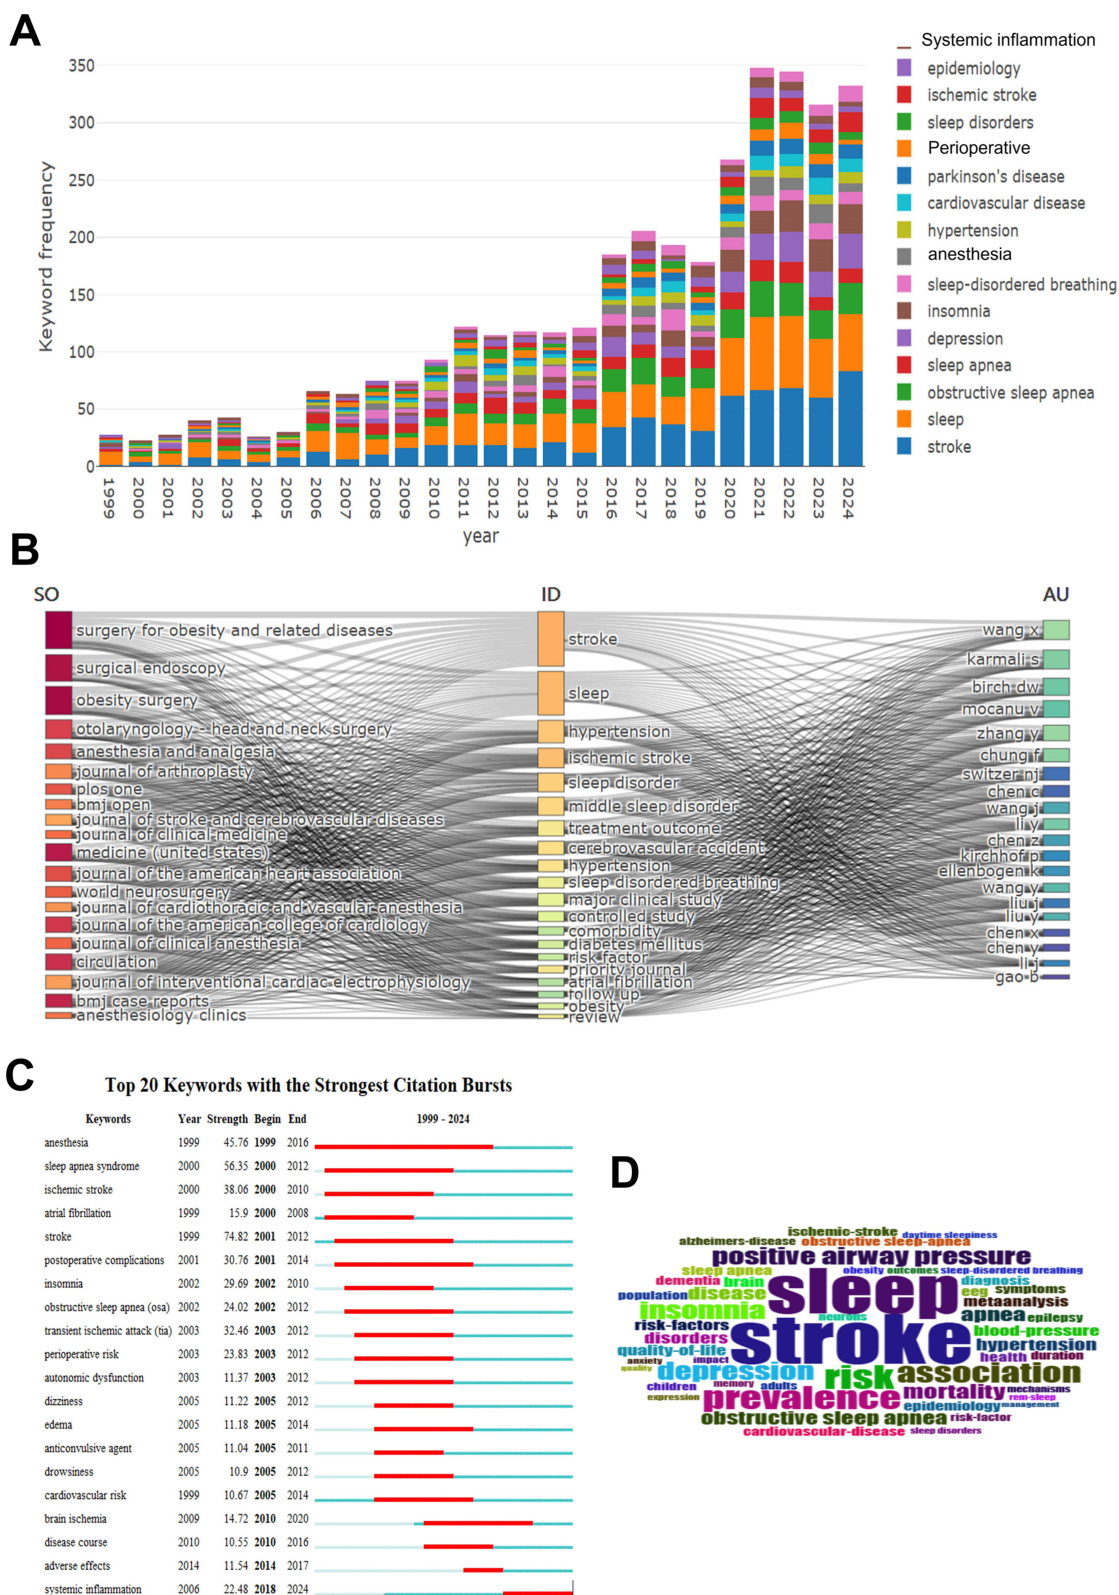 A
Keyword frequency
350
300
250
200
150
100
50
0
1999 2000 2001 2002 2003 2004 2005 2006 2007 2008 2009 2010 2011 2012 2013 2014 2015 2016 2017 2018 2019 2020 2021 2022 2023 2024
year
Systemic inflammation
epidemiology
ischemic stroke
sleep disorders
Perioperative
parkinson's disease
cardiovascular disease
hypertension
anesthesia
sleep-disordered breathing
insomnia
depression
sleep apnea
obstructive sleep apnea
sleep
stroke
B
SO
surgery for obesity and related diseases
surgical endoscopy
obesity surgery
otolaryngology - head and neck surgery
anesthesia and analgesia
journal of arthroplasty
plos one
bmj open
journal of stroke and cerebrovascular diseases
journal of clinical medicine
medicine (united states)
journal of the american heart association
world neurosurgery
journal of cardiothoracic and vascular anesthesia
journal of the american college of cardiology
journal of clinical anesthesia
circulation
journal of interventional cardiac electrophysiology
bmj case reports
anesthesiology clinics
ID
stroke
sleep
hypertension
ischemic stroke
sleep disorder
middle sleep disorder
treatment outcome
cerebrovascular accident
hypertension
sleep disordered breathing
major clinical study
controlled study
comorbidity
diabetes mellitus
risk factor
priority journal
atrial fibrillation
follow up
obesity
review
AU
wang x
karmali s
birch dw
mocanu v
zhang y
chung f
switzer nj
chen c
wang j
li y
chen z
kirchhof p
ellenbogen k
wang y
liu j
liu y
chen x
chen y
li j
gao b
C
Top 20 Keywords with the Strongest Citation Bursts
Keywords Year Strength Begin End 1999 - 2024
anesthesia 1999 45.76 1999 2016
sleep apnea syndrome 2000 56.35 2000 2012
ischemic stroke 2000 38.06 2000 2010
atrial fibrillation 1999 15.9 2000 2008
stroke 1999 74.82 2001 2012
postoperative complications 2001 30.76 2001 2014
insomnia 2002 29.69 2002 2010
obstructive sleep apnea (osa) 2002 24.02 2002 2012
transient ischemic attack (tia) 2003 32.46 2003 2012
perioperative risk 2003 23.83 2003 2012
autonomic dysfunction 2003 11.37 2003 2012
dizziness 2005 11.22 2005 2012
edema 2005 11.18 2005 2014
anticonvulsive agent 2005 11.04 2005 2011
drowsiness 2005 10.9 2005 2012
cardiovascular risk 1999 10.67 2005 2014
brain ischemia 2009 14.72 2010 2020
disease course 2010 10.55 2010 2016
adverse effects 2014 11.54 2014 2017
systemic inflammation 2006 22.48 2018 2024
D
ischemic-stroke daytime sleepiness
alzheimers-disease obstructive sleep-apnea
positive airway pressure
sleep apnea obesity outcomes sleep-disordered breathing
dementia brain sleep diagnosis
population disease eeg symptoms
insomnia neurons metaanalysis
apnea epilepsy
risk-factors stroke blood-pressure
disorders hypertension
quality-of-life health duration
anxiety impact
quality depression risk association
children memory adults mortality mechanisms
expression prevalence rem-sleep
epidemiology management
obstructive sleep apnea risk-factor
cardiovascular-disease sleep disorders